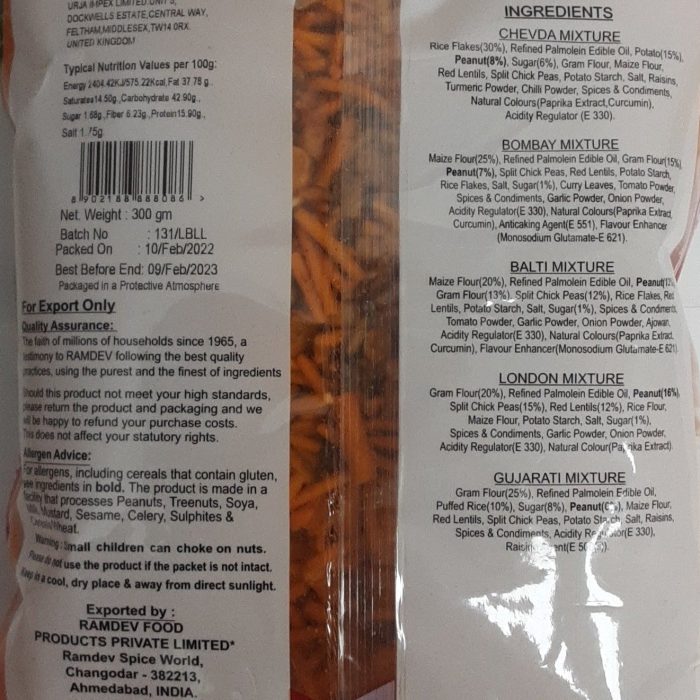 URJA IMPEX LIMITED UNIT 5,
DOCKWELLS ESTATE,CENTRAL WAY,
FELTHAM,MIDDLESEX,TW14 0RX.
UNITED KINGDOM
Typical Nutrition Values per 100g:
Energy 2404.42KJ/575.22Kcal,Fat 37.78 g.
Saturates14.50g.,Carbohydrate 42.90g.,
Sugar 1.68g.,Fiber 6.23g.,Protein15.90g.,
Salt 1.75g.
8 902188 888086 >
Net. Weight : 300 gm
Batch No : 131/LBLL
Packed On : 10/Feb/2022
Best Before End: 09/Feb/2023
Packaged in a Protective Atmosphere
For Export Only
Quality Assurance:
The faith of millions of households since 1965, a
testimony to RAMDEV following the best quality
practices, using the purest and the finest of ingredients
Should this product not meet your high standards,
please return the product and packaging and we
will be happy to refund your purchase costs.
This does not affect your statutory rights.
Allergen Advice:
For allergens, including cereals that contain gluten,
see ingredients in bold. The product is made in a
facility that processes Peanuts, Treenuts, Soya,
Milk, Mustard, Sesame, Celery, Sulphites &
Wheat.
Warning : Small children can choke on nuts.
Please do not use the product if the packet is not intact.
Keep in a cool, dry place & away from direct sunlight.
Exported by :
RAMDEV FOOD
PRODUCTS PRIVATE LIMITED*
Ramdev Spice World,
Changodar - 382213,
Ahmedabad, INDIA.
INGREDIENTS
CHEVDA MIXTURE
Rice Flakes(30%), Refined Palmolein Edible Oil, Potato(15%),
Peanut(8%), Sugar(6%), Gram Flour, Maize Flour,
Red Lentils, Split Chick Peas, Potato Starch, Salt, Raisins,
Turmeric Powder, Chilli Powder, Spices & Condiments,
Natural Colours(Paprika Extract,Curcumin).
Acidity Regulator (E 330).
BOMBAY MIXTURE
Maize Flour(25%), Refined Palmolein Edible Oil, Gram Flour(15%)
Peanut(7%), Split Chick Peas, Red Lentils, Potato Starch,
Rice Flakes, Salt, Sugar(1%), Curry Leaves, Tomato Powder,
Spices & Condiments, Garlic Powder, Onion Powder,
Acidity Regulator(E 330), Natural Colours(Paprika Extract,
Curcumin), Anticaking Agent(E 551), Flavour Enhancer
(Monosodium Glutamate-E 621).
BALTI MIXTURE
Maize Flour(20%), Refined Palmolein Edible Oil, Peanut
Gram Flour(13%), Split Chick Peas(12%), Rice Flakes, Red
Lentils, Potato Starch, Salt, Sugar(1%), Spices & Condiments,
Tomato Powder, Garlic Powder, Onion Powder, Ajowan,
Acidity Regulator(E 330), Natural Colours(Paprika Extract,
Curcumin), Flavour Enhancer(Monosodium Glutamate-E 621)
LONDON MIXTURE
Gram Flour(20%), Refined Palmolein Edible Oil, Peanut(16%),
Split Chick Peas(15%), Red Lentils(12%), Rice Flour,
Maize Flour, Potato Starch, Salt, Sugar(1%),
Spices & Condiments, Garlic Powder, Onion Powder,
Acidity Regulator(E 330), Natural Colour(Paprika Extract).
GUJARATI MIXTURE
Gram Flour(25%), Refined Palmolein Edible Oil,
Puffed Rice(10%), Sugar(8%), Peanut Maize Flour,
Red Lentils, Split Chick Peas, Potato Starch, Salt, Raisins,
Spices & Condiments, Acidity Regulator(E 330),